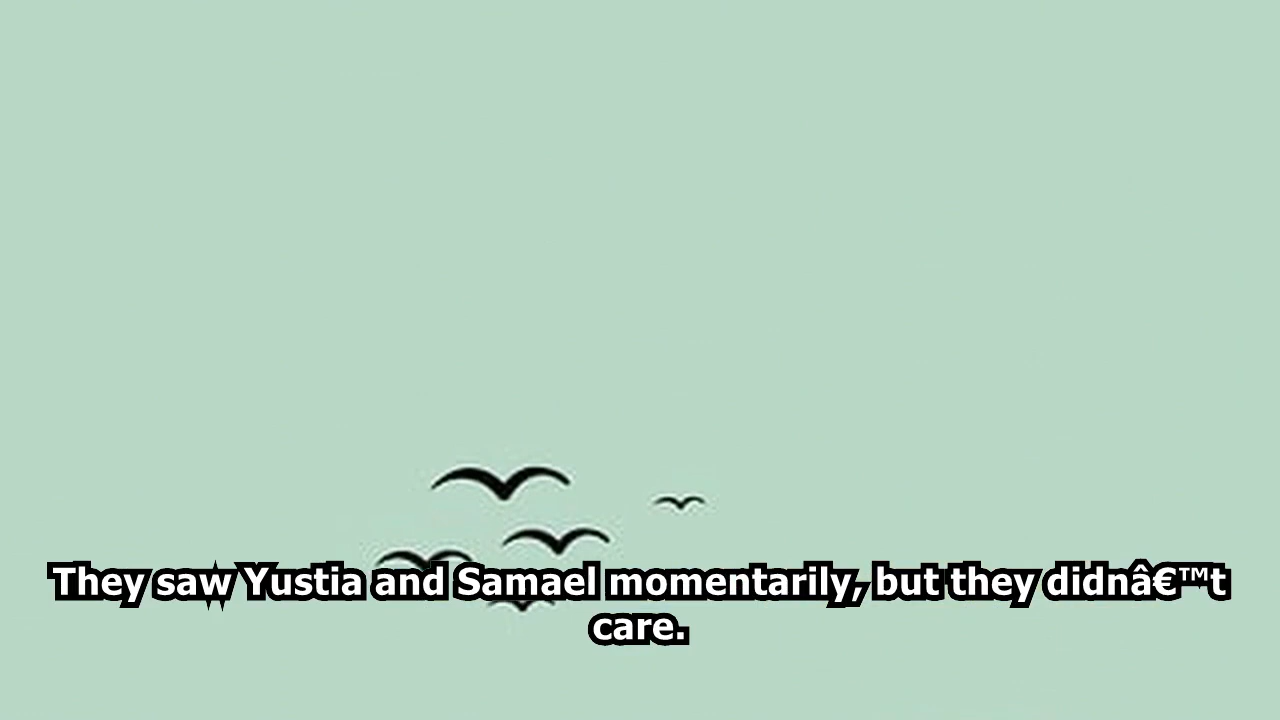 They saw Yustia and Samael momentarily, but they didnâ€™t
care.